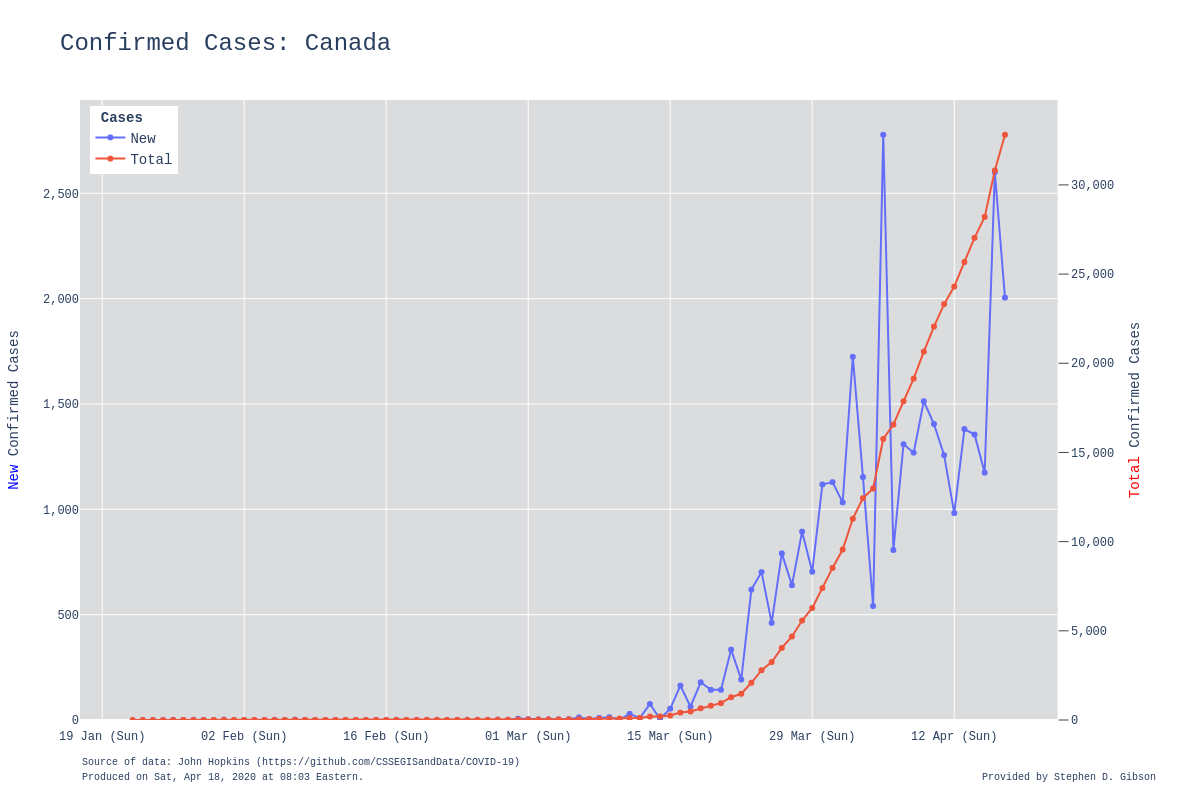 Confirmed Cases: Canada
Cases
New
Total
2,500
2,000
1,500
1,000
500
0
30,000
25,000
20,000
15,000
10,000
5,000
0
New Confirmed Cases
Total Confirmed Cases
19 Jan (Sun) 02 Feb (Sun) 16 Feb (Sun) 01 Mar (Sun) 15 Mar (Sun) 29 Mar (Sun) 12 Apr (Sun)
Source of data: John Hopkins (https://github.com/CSSEGISandData/COVID-19)
Produced on Sat, Apr 18, 2020 at 08:03 Eastern.
Provided by Stephen D. Gibson